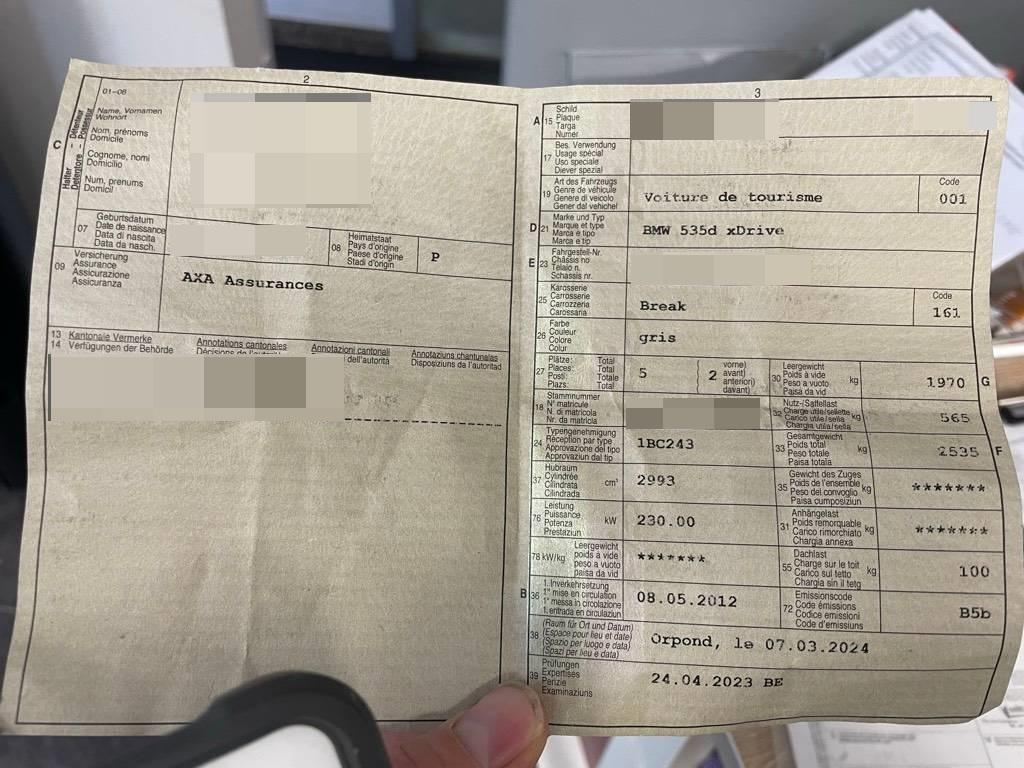 2
01-08
C
Halter - Détenteur
Detentore - Possessur
Name, Vornamen
Wohnort
Nom, prénoms
Domicile
Cognome, nomi
Domicilio
Num, prenums
Domicil
07
Geburtsdatum
Date de naissance
Data di nascita
Data da nasch.
08
Heimatstaat
Pays d'origine
Paese d'origine
Stadi d'origin
P
09
Versicherung
Assurance
Assicurazione
Assicuranza
AXA Assurances
13 Kantonale Vermerke
14 Verfügungen der Behörde
Annotations cantonales
Annotazioni cantonali
dell'autorità
Annotaziuns chantunalas
Disposiziuns da l'autoritad
3
A 15
Schild
Plaque
Targa
Numer
17
Bes. Verwendung
Usage spécial
Uso speciale
Diever spezial
19
Art des Fahrzeugs
Genre de véhicule
Genere di veicolo
Gener dal vehichel
Voiture de tourisme
Code
001
D 21
Marke und Typ
Marque et type
Marca e tipo
Marca e tip
BMW 535d xDrive
E 23
Fahrgestell-Nr.
Châssis no
Telaio n.
Schassis nr.
25
Karosserie
Carrosserie
Carrozzeria
Carossaria
Break
Code
161
26
Farbe
Couleur
Colore
Colur
gris
27
Plätze: Total
Places: Total
Posti: Totale
Plazs: Total
5
2
vorne)
avant)
anteriori)
davant)
30
Leergewicht
Poids à vide
Peso a vuoto
Paisa da vid
kg
1970
G
18
Stammnummer
N° matricule
N. di matricola
Nr. da matricla
32
Nutz-/Sattellast
Charge utile/sellette
Carico utile/sella
Chargia utila/sella
kg
565
24
Typengenehmigung
Réception par type
Approvazione del tipo
Approvaziun dal tip
1BC243
33
Gesamtgewicht
Poids total
Peso totale
Paisa totala
kg
2535
F
37
Hubraum
Cylindrée
Cilindrata
Cilindrada
cm³
2993
35
Gewicht des Zuges
Poids de l'ensemble
Peso del convoglio
Paisa cumposiziun
kg
*******
76
Leistung
Puissance
Potenza
Prestaziun
kW
230.00
31
Anhängelast
Poids remorquable
Carico rimorchiato
Chargia annexa
kg
*******
78 kW/kg
Leergewicht
poids à vide
peso a vuoto
paisa da vid
*******
55
Dachlast
Charge sur le toit
Carico sul tetto
Chargia sin il tetg
kg
100
B 36
1. Inverkehrsetzung
1re mise en circulation
1a messa in circolazione
1. entrada en circulaziun
08.05.2012
72
Emissionscode
Code émissions
Codice emissioni
Code d'emissiuns
B5b
38
(Raum für Ort und Datum)
(Espace pour lieu et date)
(Spazio per luogo e data)
(Spazi per lieu e data)
Orpond, le 07.03.2024
39
Prüfungen
Expertises
Perizie
Examinaziuns
24.04.2023 BE